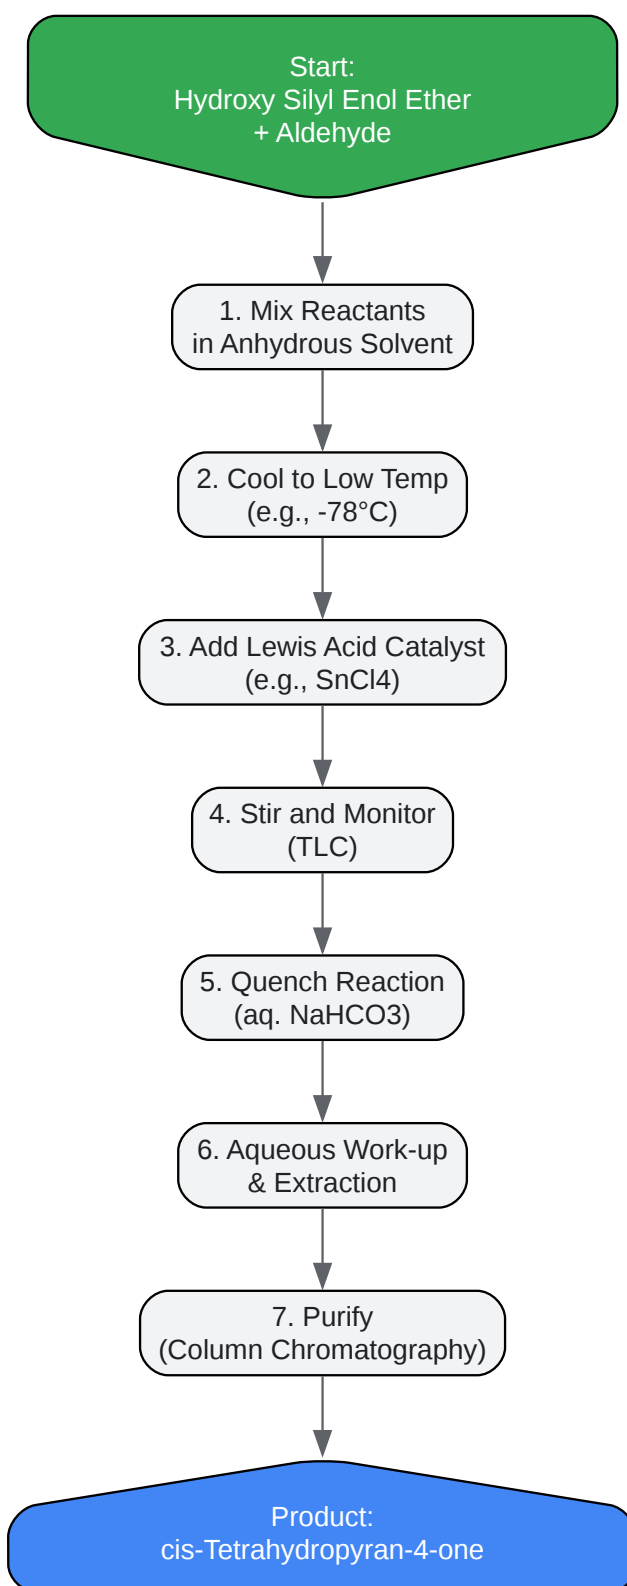 Start:
Hydroxy Silyl Enol Ether
+ Aldehyde
1. Mix Reactants
in Anhydrous Solvent
2. Cool to Low Temp
(e.g., -78°C)
3. Add Lewis Acid Catalyst
(e.g., SnCl4)
4. Stir and Monitor
(TLC)
5. Quench Reaction
(aq. NaHCO3)
6. Aqueous Work-up
& Extraction
7. Purify
(Column Chromatography)
Product:
cis-Tetrahydropyran-4-one